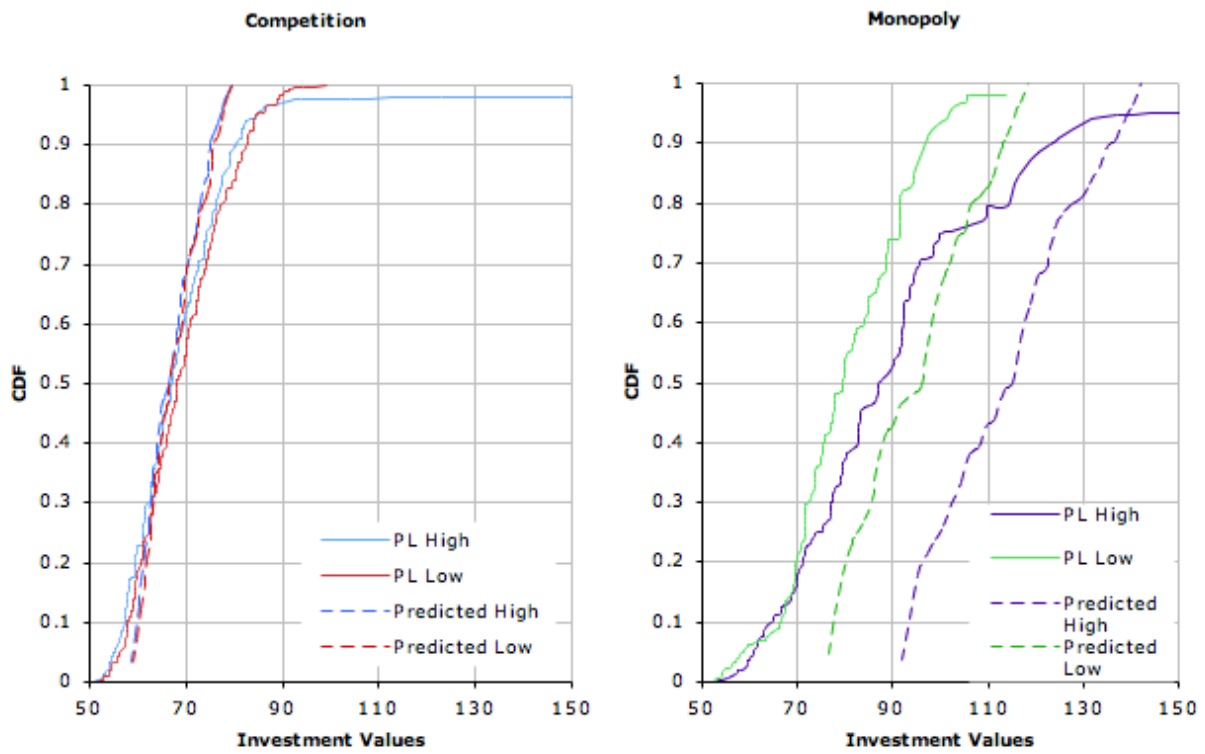 Competition
1
0.9
0.8
0.7
0.6
0.5
0.4
0.3
0.2
0.1
0
CDF
50 70 90 110 130 150
Investment Values
PL High
PL Low
Predicted High
Predicted Low
Monopoly
1
0.9
0.8
0.7
0.6
0.5
0.4
0.3
0.2
0.1
0
CDF
50 70 90 110 130 150
Investment Values
PL High
PL Low
Predicted
High
Predicted
Low